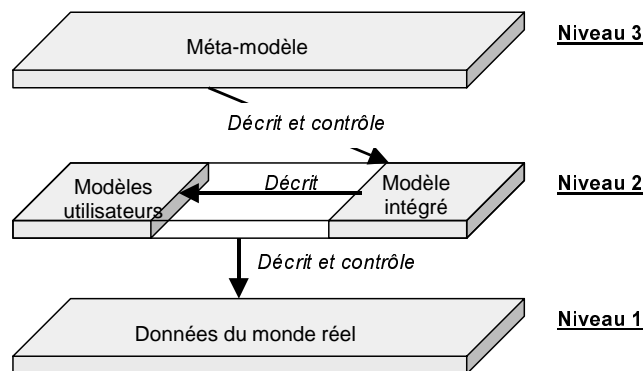 Méta-modèle
Niveau 3
Décrit et contrôle
Modèles
utilisateurs
Décrit
Modèle
intégré
Niveau 2
Décrit et contrôle
Données du monde réel
Niveau 1